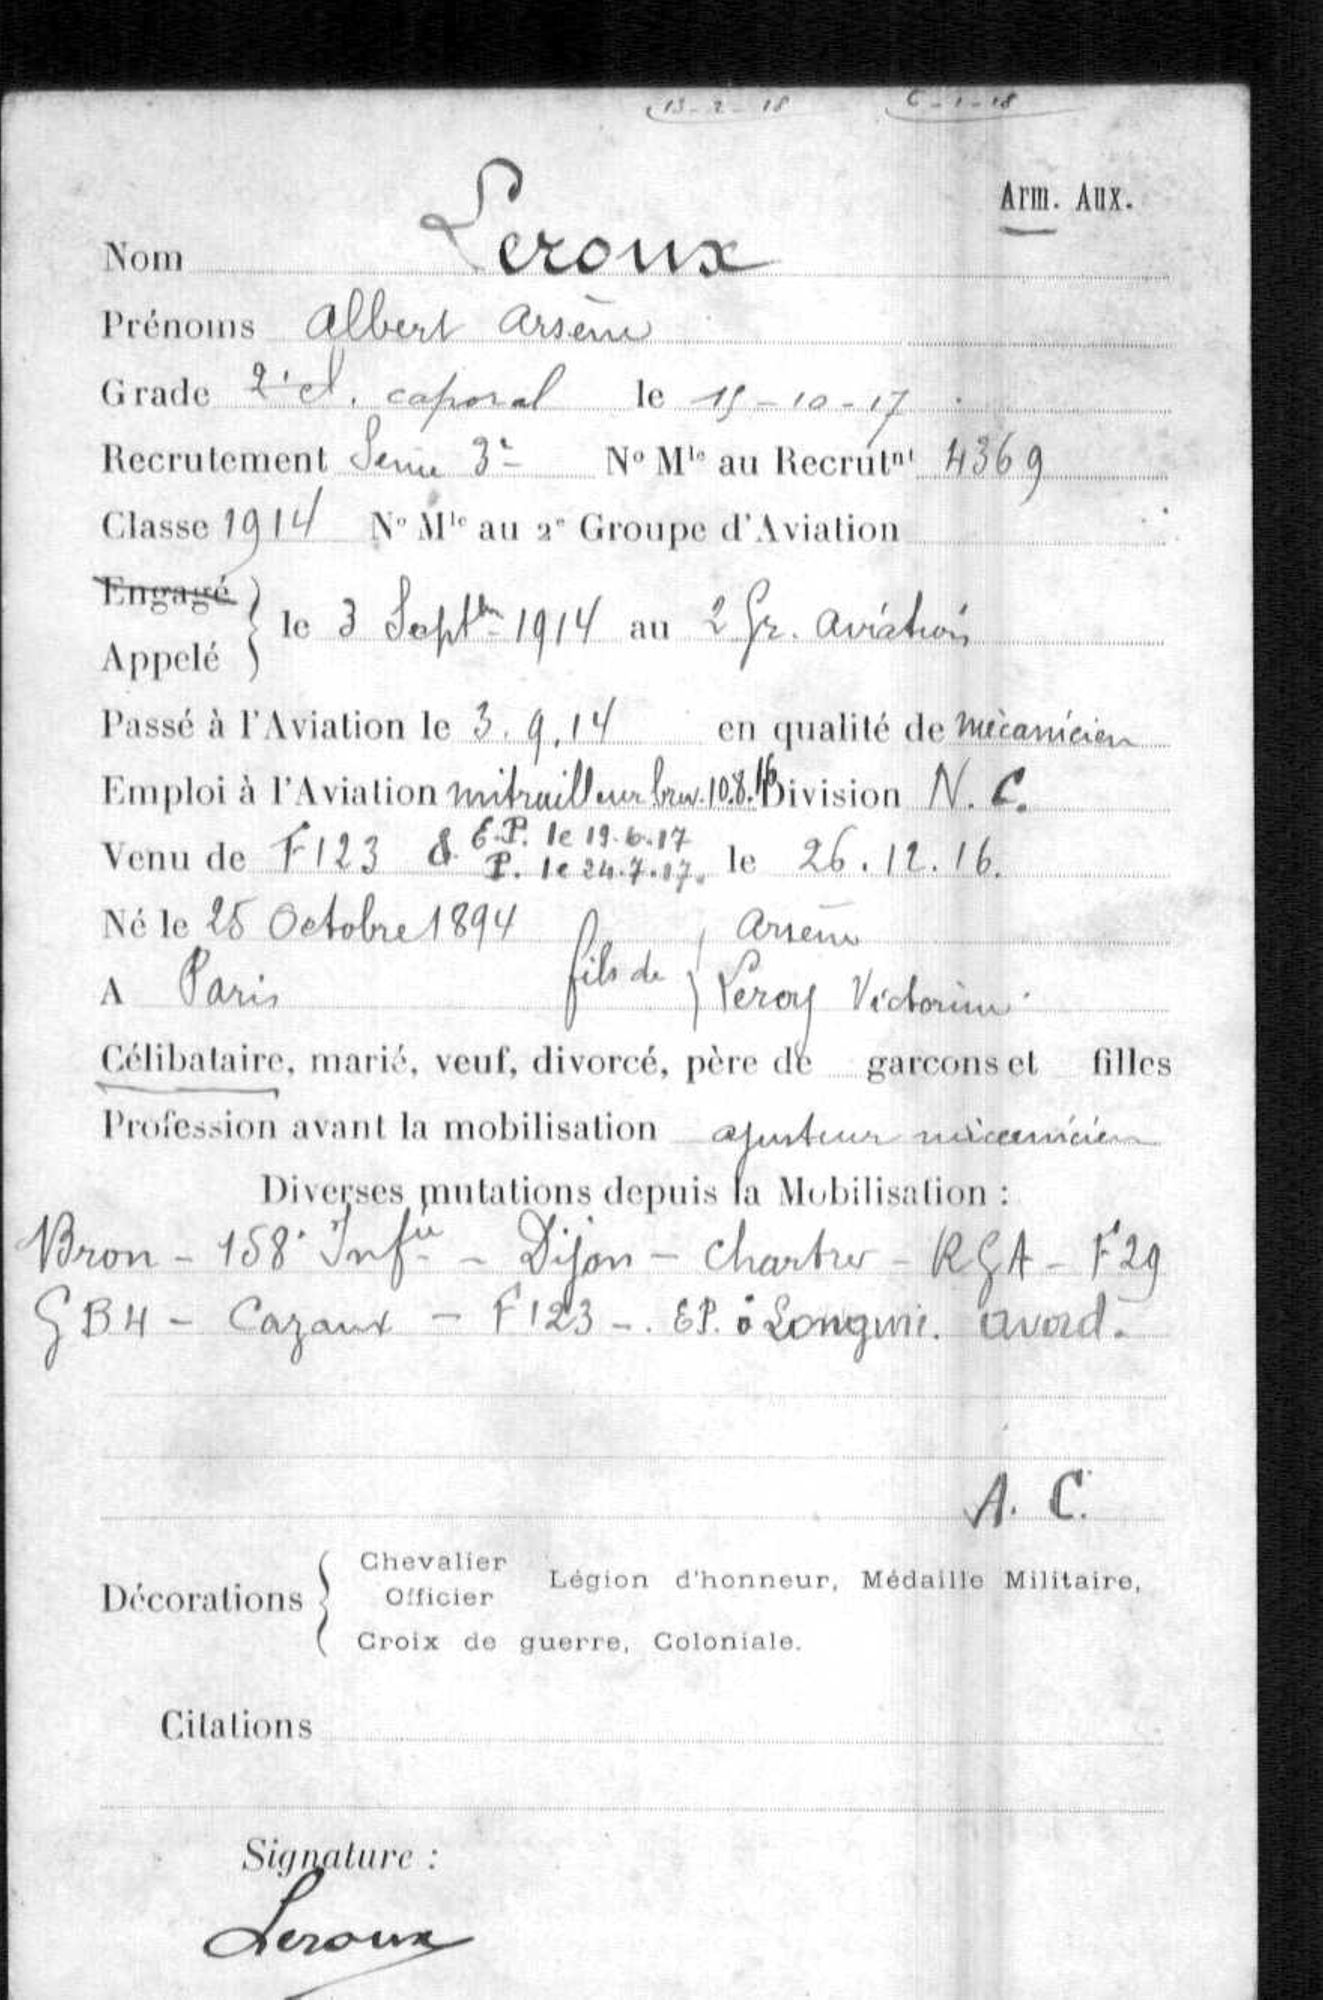 13-2-18 6-1-18
Arm. Aux.
Nom Leroux
Prénoms Albert Arsène
Grade 2e cl. caporal le 15-10-17
Recrutement Seine 3e No Mle au Recrutnt 4369
Classe 1914 No Mle au 2e Groupe d'Aviation
Engagé
le 3 Septbre 1914 au 2 Gr. aviation
Appelé
Passé à l'Aviation le 3.9.14 en qualité de mécanicien
Emploi à l'Aviation mitrailleur brev. 10.8.16 Division N. C.
E.P. le 19.6.17
Venu de F123 & P. le 24.7.17. le 26.12.16.
Né le 25 Octobre 1894 Arsène
fils de
A Paris Leroy Victorine
Célibataire, marié, veuf, divorcé, père de garçons et filles
Profession avant la mobilisation ajusteur mécanicien
Diverses mutations depuis la Mobilisation :
Bron - 158e Infie - Dijon - Chartres - RGA - F29
GB4 - Cazaux - F123 - . EP. à Longvic. Avord.
A. C.
Chevalier
Légion d'honneur, Médaille Militaire,
Décorations Officier
Croix de guerre, Coloniale.
Citations
Signature :
Leroux